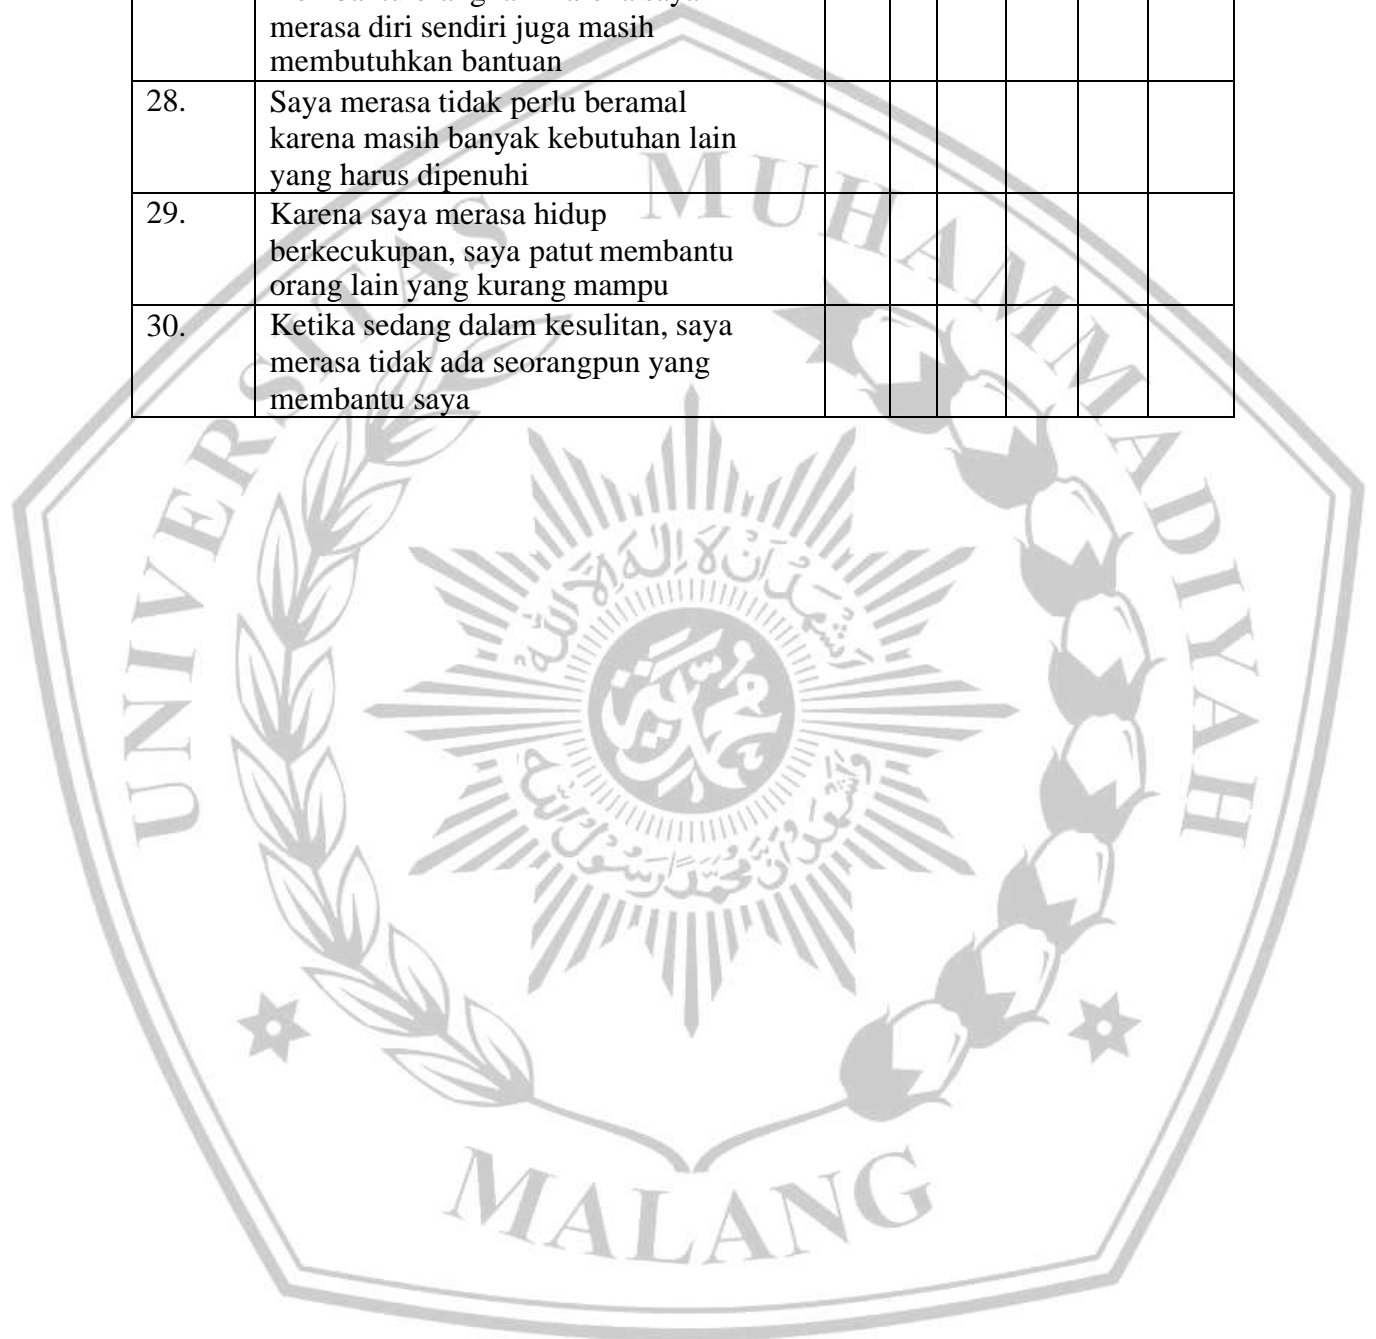 merasa diri sendiri juga masih
membutuhkan bantuan
28.
Saya merasa tidak perlu beramal
karena masih banyak kebutuhan lain
yang harus dipenuhi
29.
Karena saya merasa hidup
berkecukupan, saya patut membantu
orang lain yang kurang mampu
30.
Ketika sedang dalam kesulitan, saya
merasa tidak ada seorangpun yang
membantu saya
UNIVERSITAS MUHAMMADIYAH
MALANG